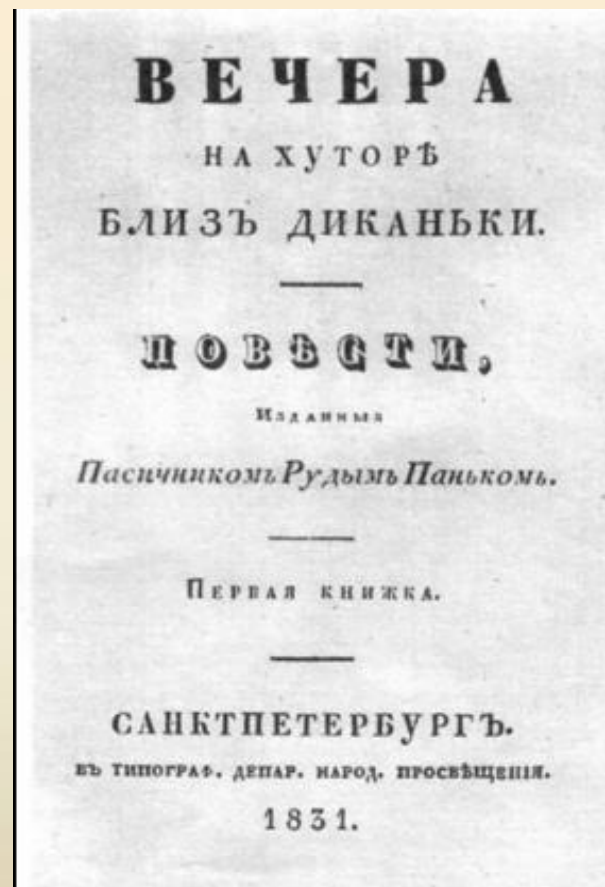 ВЕЧЕРА
НА ХУТОРѢ
БЛИЗЪ ДИКАНЬКИ.
ПОВѢСТИ,
Изданныя
Пасичникомъ Рудымъ Панькомъ.
Первая книжка.
САНКТПЕТЕРБУРГЪ.
въ типограф. депар. народ. просвѣщенія.
1831.